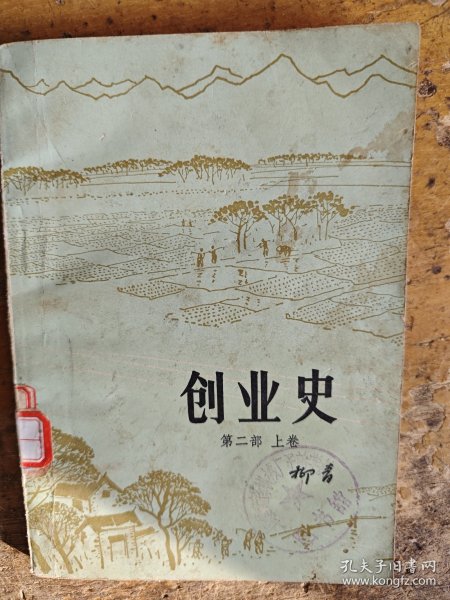 创业史
第二部 上卷
柳青
孔夫子旧书网
www.kongfz.com